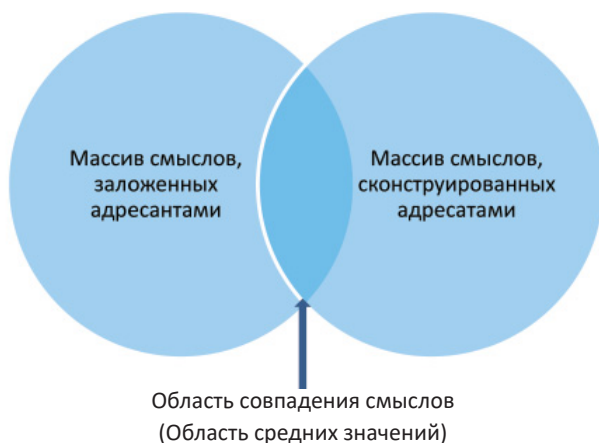 Массив смыслов,
заложенных
адресантами
Массив смыслов,
сконструированных
адресатами
Область совпадения смыслов
(Область средних значений)